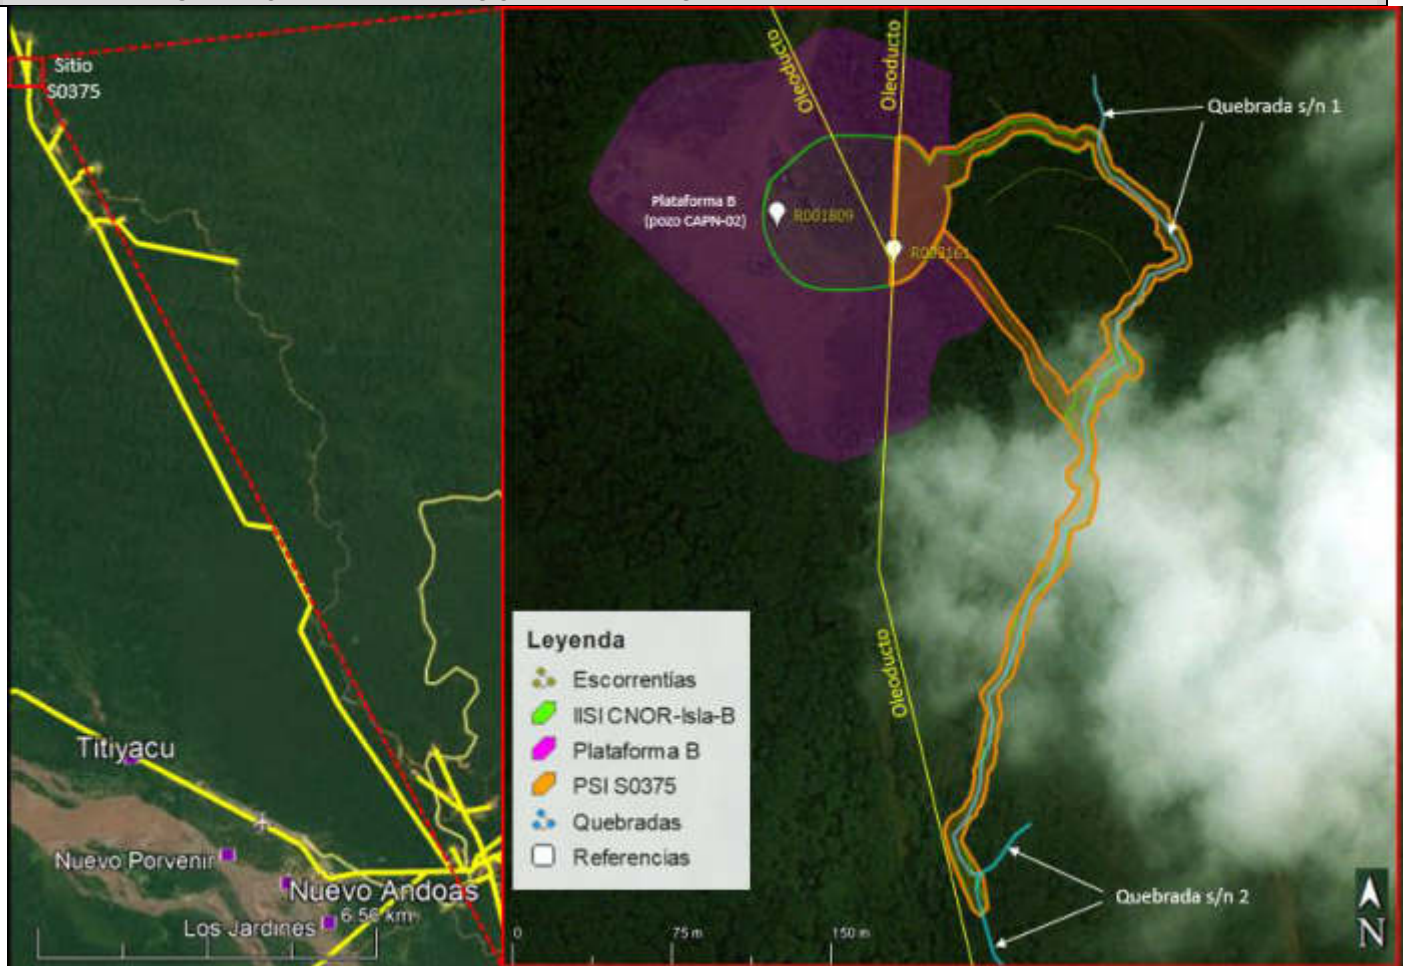 Sitio
S0375
Titiyacu
Nuevo Porvenir
Nuevo Andoas
Los Jardines
6.56 km
Oleoducto
Oleoducto
Quebrada s/n 1
Plataforma B
(pozo CAPN-02)
R001809
Oleoducto
Leyenda
Escorrentías
IISI CNOR-Isla-B
Plataforma B
PSI S0375
Quebradas
Referencias
Quebrada s/n 2
0
75 m
150 m
N